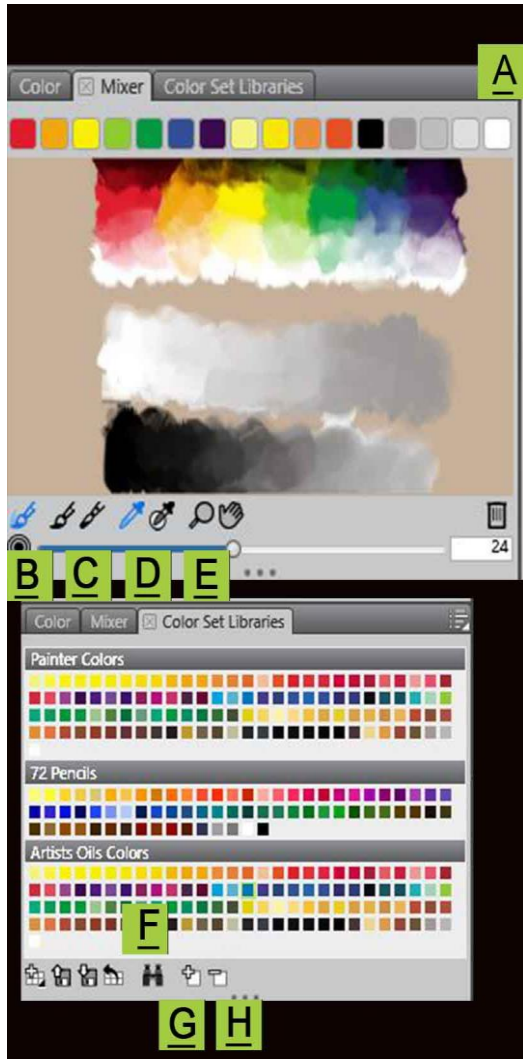 A
Color Mixer Color Set Libraries
24
B C D E
Color Mixer Color Set Libraries
Painter Colors
72 Pencils
Artists Oils Colors
F
G H